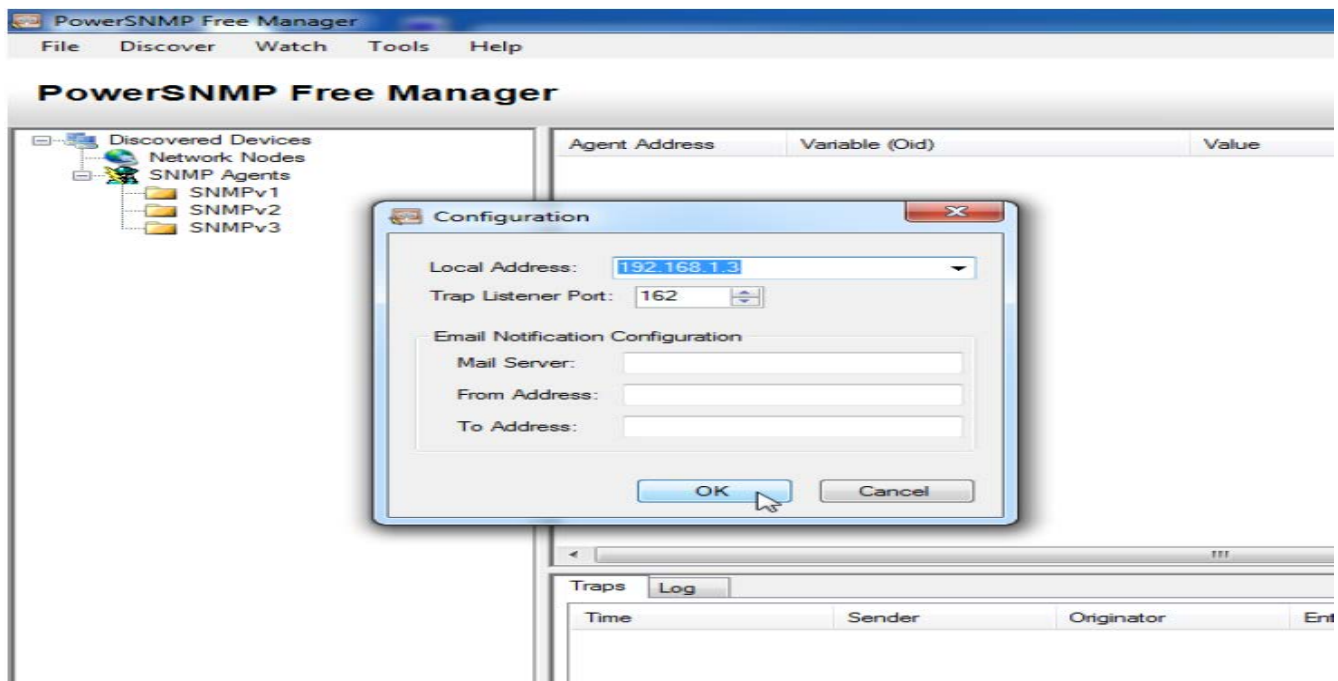 PowerSNMP Free Manager
File Discover Watch Tools Help
PowerSNMP Free Manager
Discovered Devices
Network Nodes
SNMP Agents
SNMPv1
SNMPv2
SNMPv3
Agent Address Variable (Oid) Value
Configuration
Local Address: 192.168.1.3
Trap Listener Port: 162
Email Notification Configuration
Mail Server:
From Address:
To Address:
OK Cancel
Traps Log
Time Sender Originator Ent